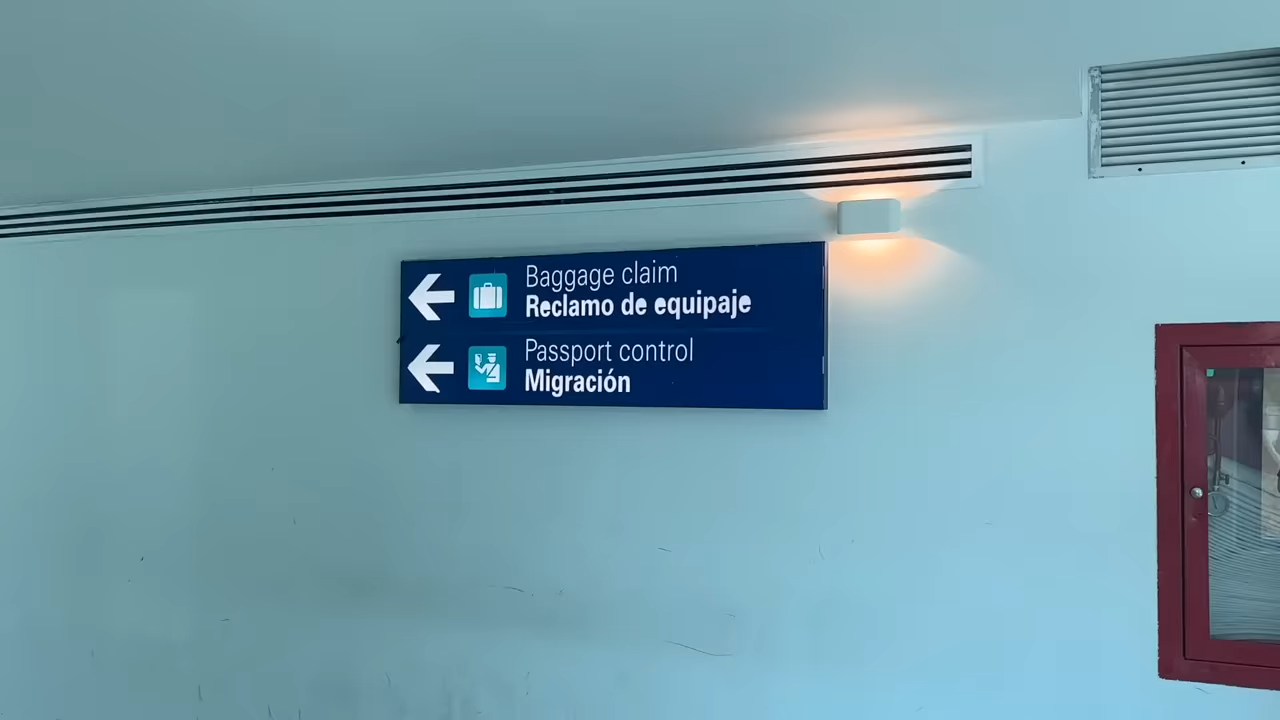 Baggage claim
Reclamo de equipaje
Passport control
Migración